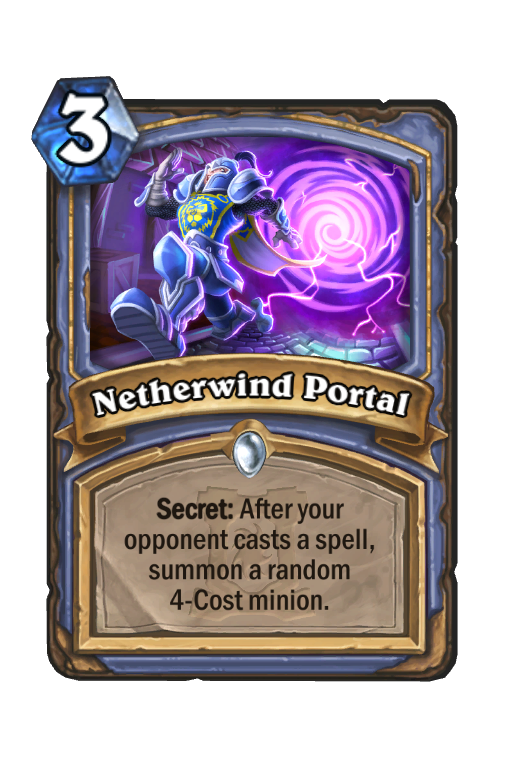 3
Netherwind Portal
Secret: After your
opponent casts a spell,
summon a random
4-Cost minion.